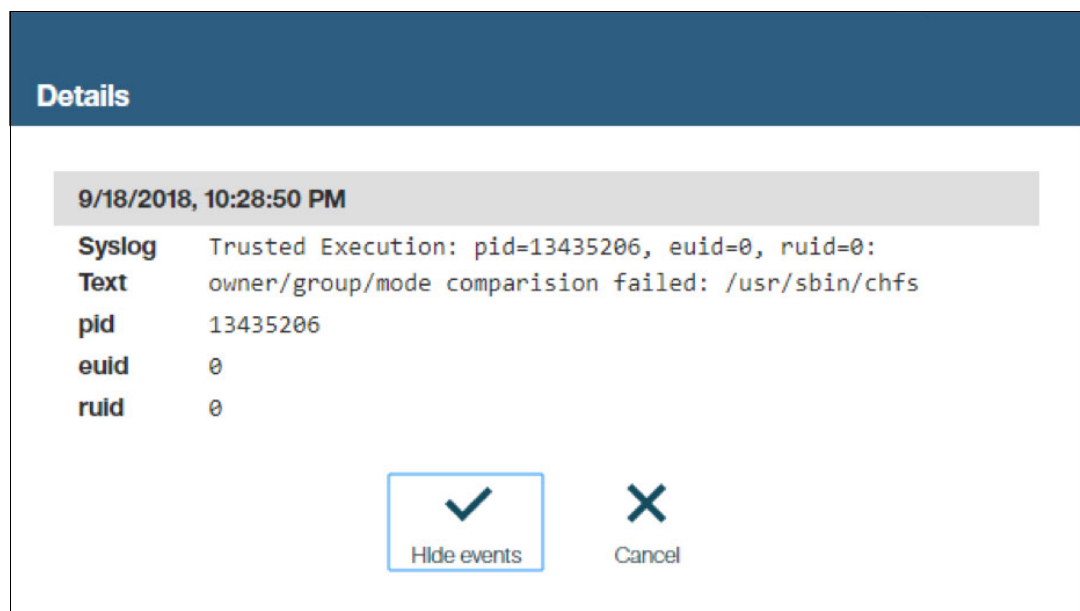 Details
9/18/2018, 10:28:50 PM
Syslog Trusted Execution: pid=13435206, euid=0, ruid=0:
Text owner/group/mode comparision failed: /usr/sbin/chfs
pid 13435206
euid 0
ruid 0
HIde events Cancel